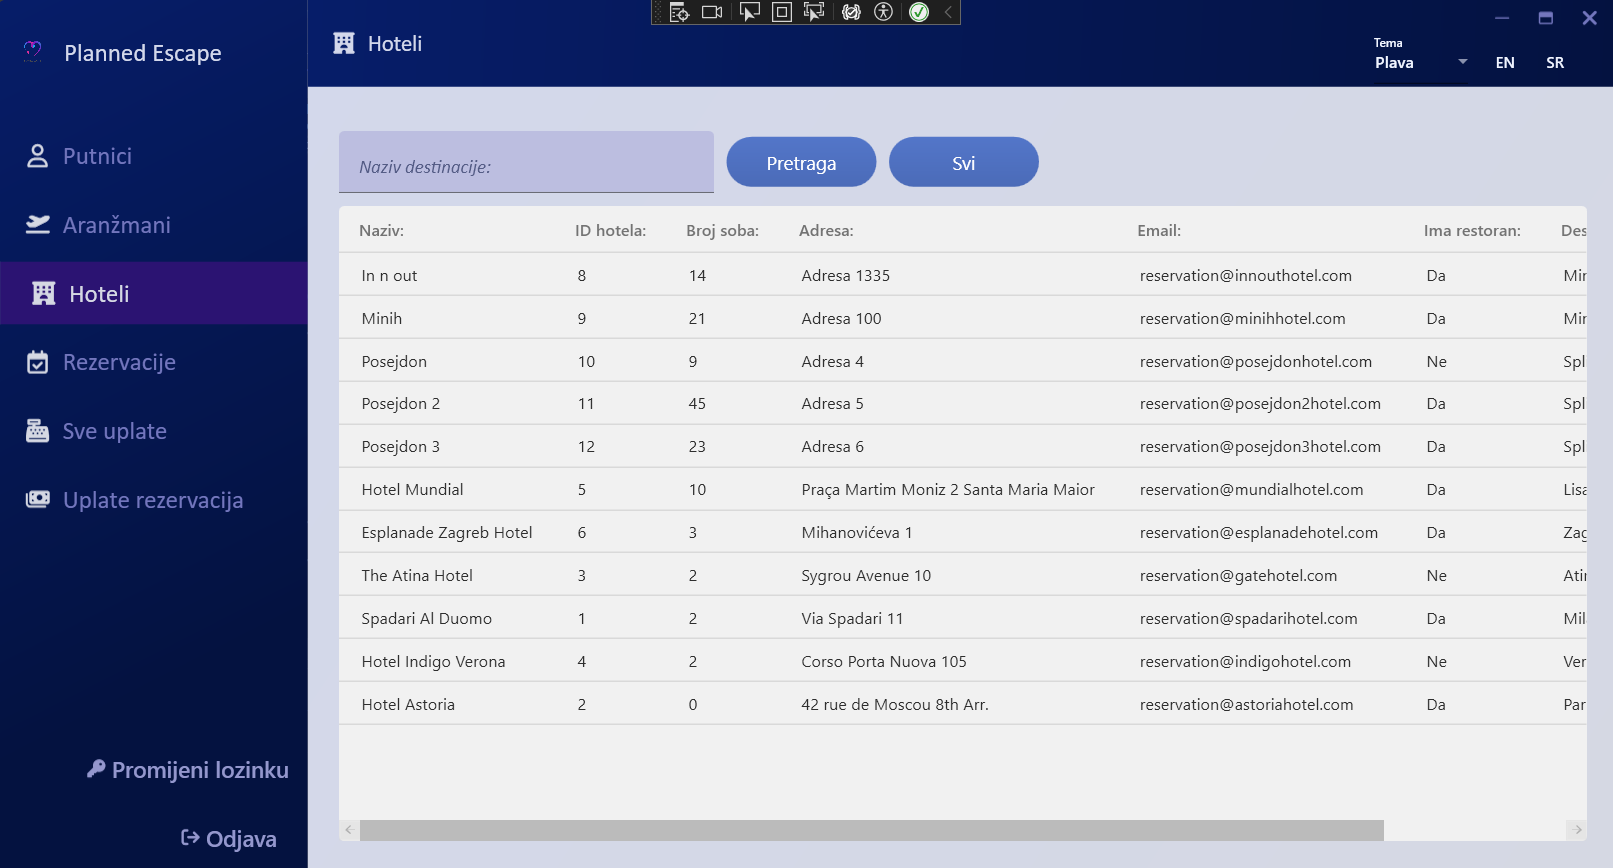 Planned Escape
Hoteli
Tema
Plava
EN SR
Putnici
Aranžmani
Hoteli
Rezervacije
Sve uplate
Uplate rezervacija
Promijeni lozinku
Odjava
Naziv destinacije:
Pretraga
Svi
Naziv: ID hotela: Broj soba: Adresa: Email: Ima restoran: Des
In n out 8 14 Adresa 1335 reservation@innouthotel.com Da Min
Minih 9 21 Adresa 100 reservation@minihhotel.com Da Min
Posejdon 10 9 Adresa 4 reservation@posejdonhotel.com Ne Spl
Posejdon 2 11 45 Adresa 5 reservation@posejdon2hotel.com Da Spl
Posejdon 3 12 23 Adresa 6 reservation@posejdon3hotel.com Da Spl
Hotel Mundial 5 10 Praça Martim Moniz 2 Santa Maria Maior reservation@mundialhotel.com Da Lisa
Esplanade Zagreb Hotel 6 3 Mihanovićeva 1 reservation@esplanadehotel.com Da Zag
The Atina Hotel 3 2 Sygrou Avenue 10 reservation@gatehotel.com Ne Atin
Spadari Al Duomo 1 2 Via Spadari 11 reservation@spadarihotel.com Da Mil
Hotel Indigo Verona 4 2 Corso Porta Nuova 105 reservation@indigohotel.com Ne Ver
Hotel Astoria 2 0 42 rue de Moscou 8th Arr. reservation@astoriahotel.com Da Par